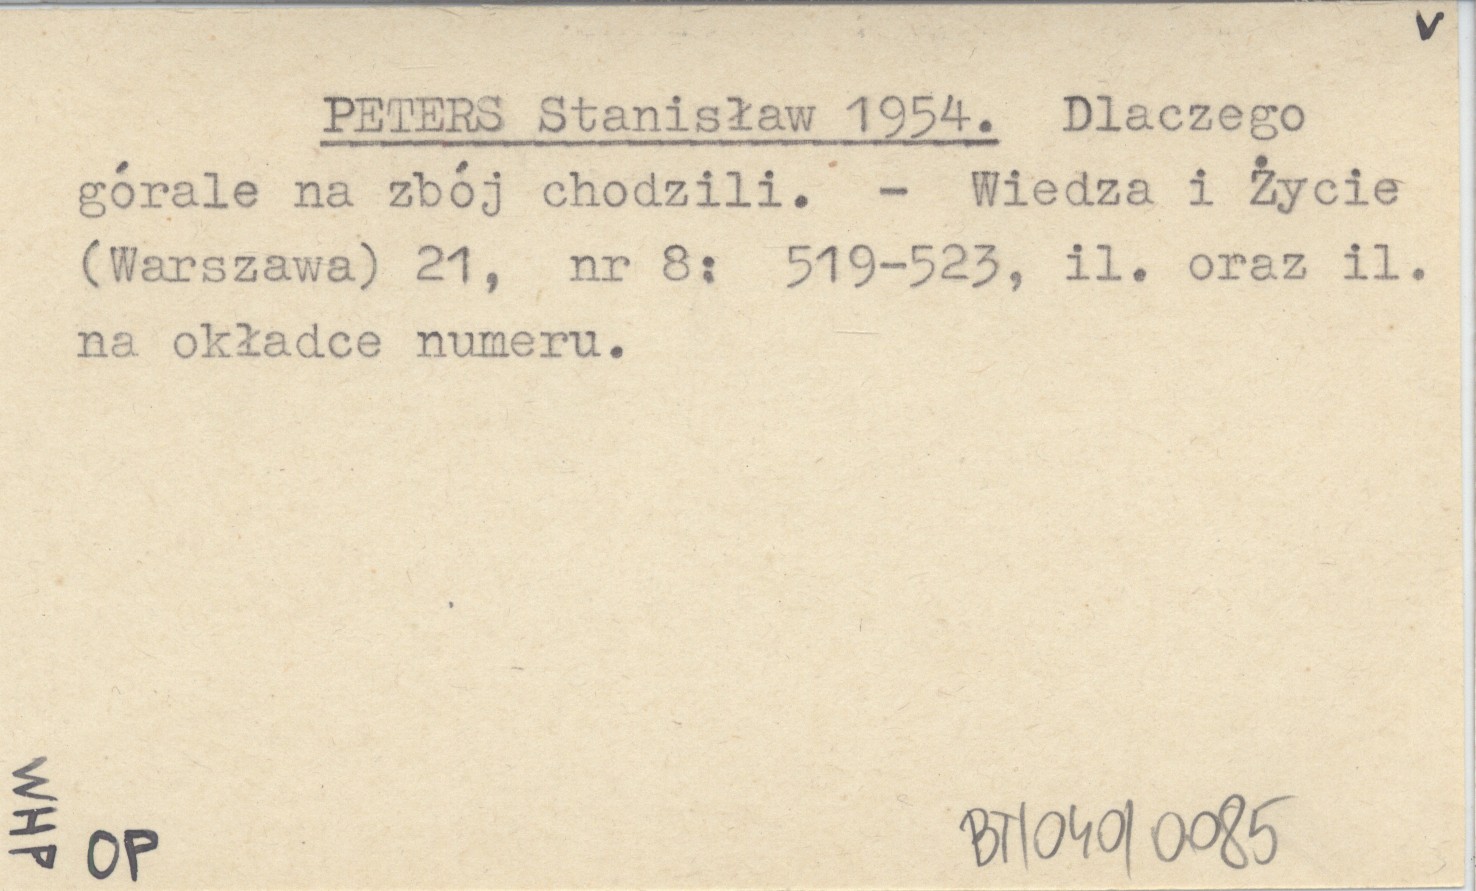 v
PETERS Stanisław 1954. Dlaczego
górale na zbój chodzili. - Wiedza i Życie
(Warszawa) 21, nr 8: 519-523, il. oraz il.
na okładce numeru.
WHP
OP
BT/040/0085